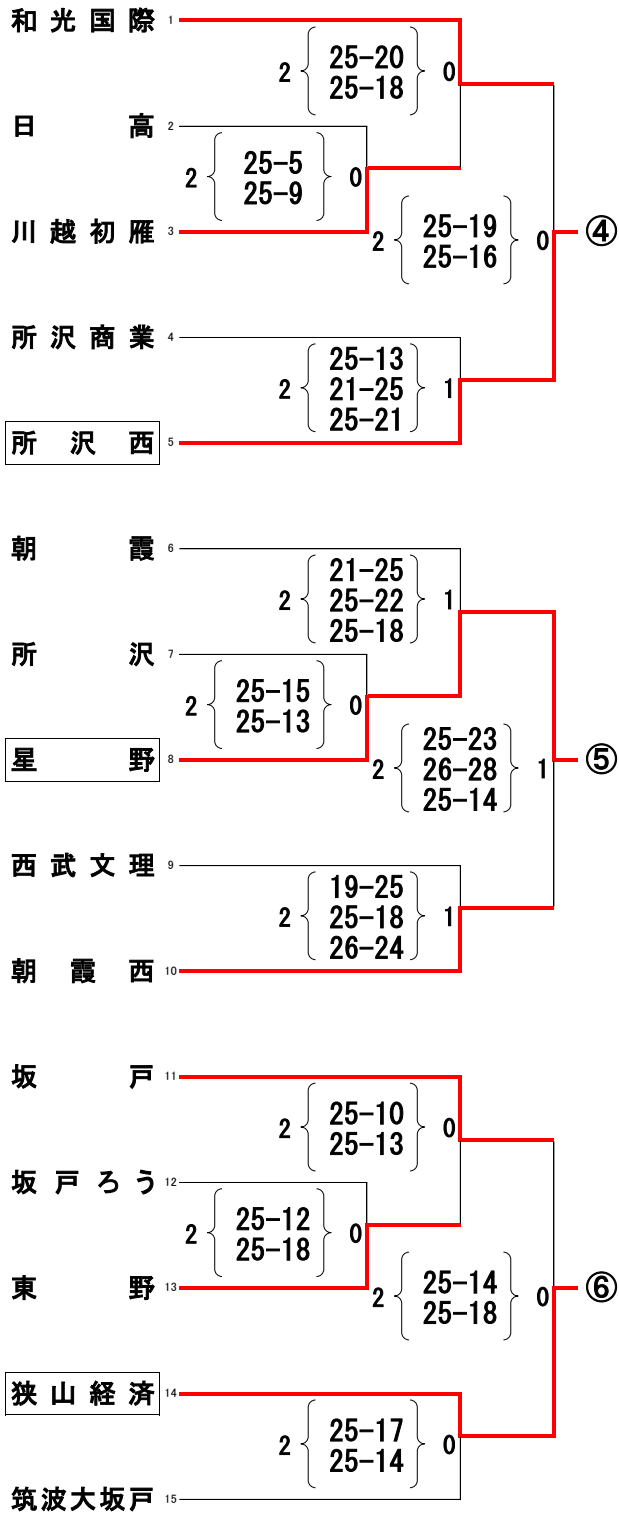 和光国際 1
2 25-20 0
25-18
日高 2
2 25-5 0
25-9
川越初雁 3
2 25-19 0 ④
25-16
所沢商業 4
2 25-13 1
21-25
25-21
所沢西 5
朝霞 6
2 21-25 1
25-22
25-18
所沢 7
2 25-15 0
25-13
星野 8
2 25-23 1 ⑤
26-28
25-14
西武文理 9
2 19-25 1
25-18
26-24
朝霞西 10
坂戸 11
2 25-10 0
25-13
坂戸ろう 12
2 25-12 0
25-18
東野 13
2 25-14 0 ⑥
25-18
狭山経済 14
2 25-17 0
25-14
筑波大坂戸 15